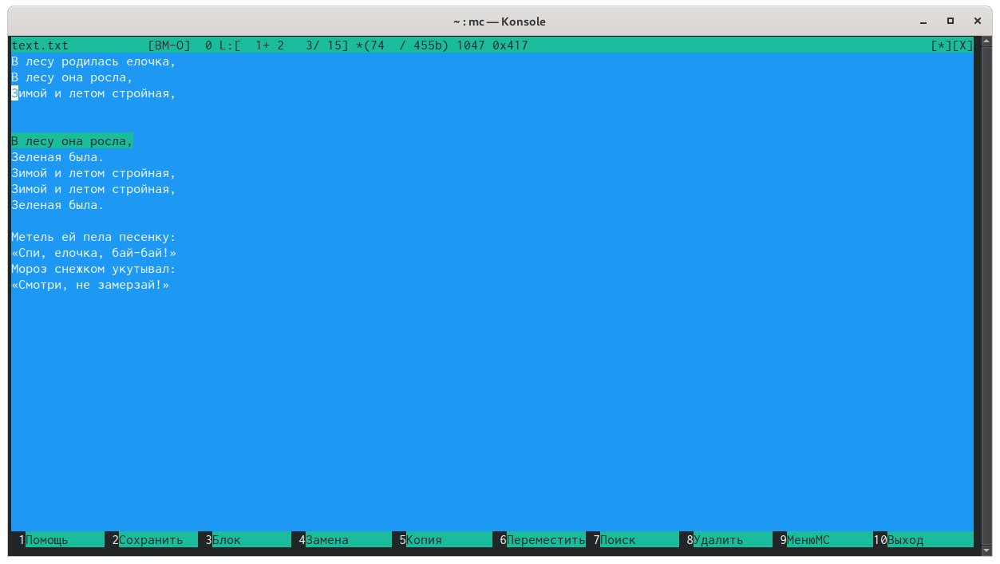 ~ : mc — Konsole
text.txt [BM-O] 0 L:[ 1+ 2 3/ 15] *(74 / 455b) 1047 0x417 [*][X]
В лесу родилась елочка,
В лесу она росла,
Зимой и летом стройная,
В лесу она росла,
Зеленая была.
Зимой и летом стройная,
Зимой и летом стройная,
Зеленая была.
Метель ей пела песенку:
«Спи, елочка, бай-бай!»
Мороз снежком укутывал:
«Смотри, не замерзай!»
1Помощь 2Сохранить 3Блок 4Замена 5Копия 6Переместить 7Поиск 8Удалить 9МенюMC 10Выход